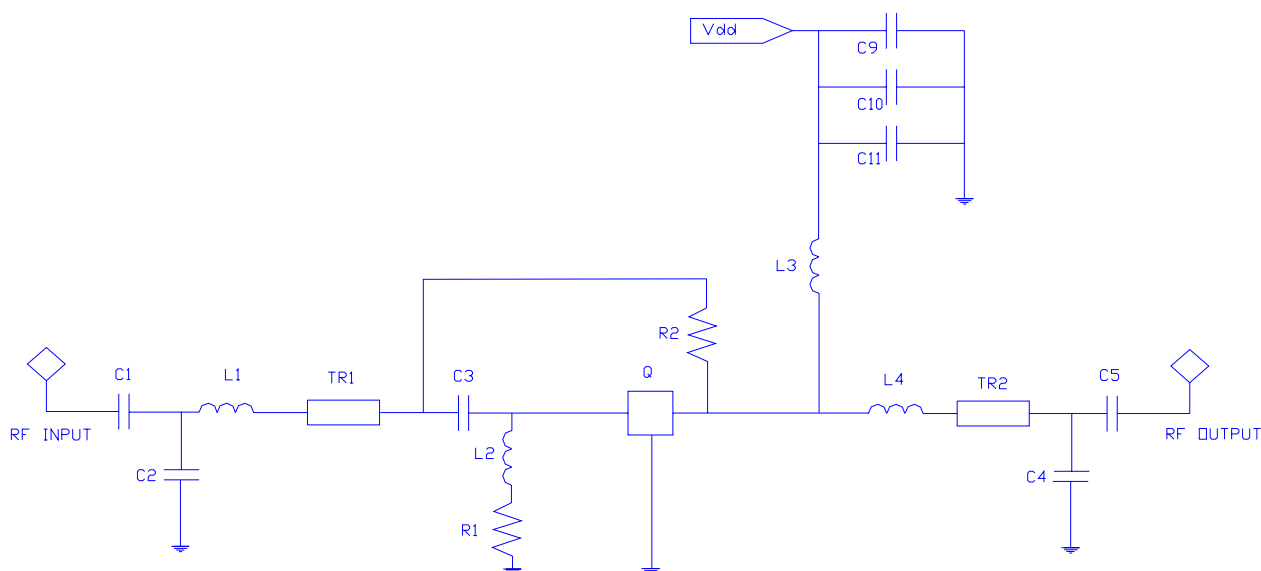 Vdd
C9
C10
C11
L3
R2
C1
L1
TR1
C3
Q
L4
TR2
C5
RF INPUT
RF OUTPUT
C2
L2
C4
R1